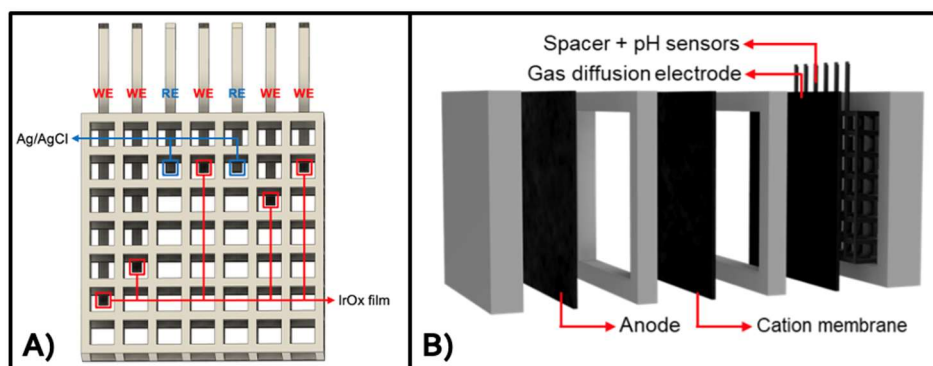 WE WE RE WE RE WE WE
Ag/AgCl
IrOx film
A)
Spacer + pH sensors
Gas diffusion electrode
Anode
Cation membrane
B)